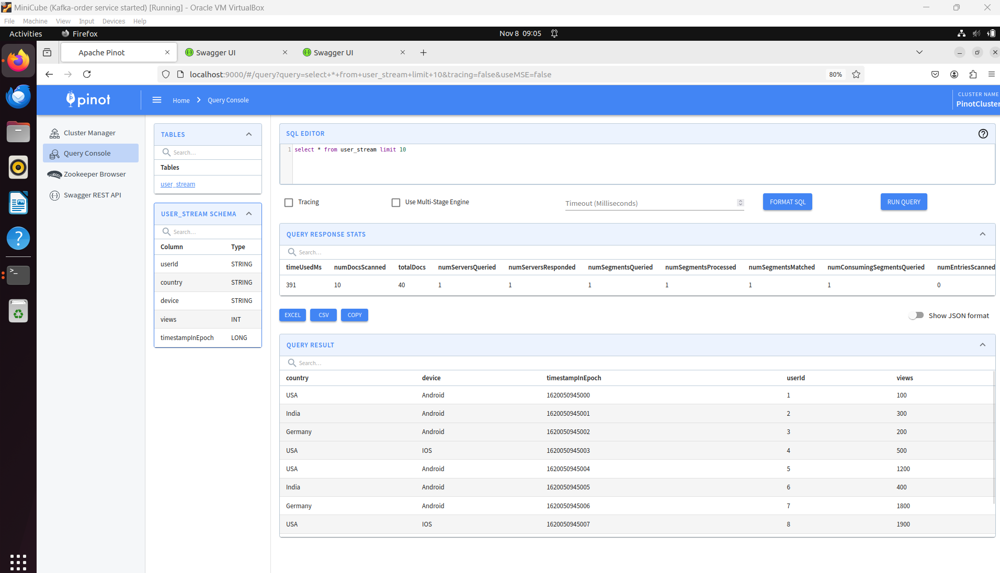 MiniCube (Kafka-order service started) [Running] - Oracle VM VirtualBox
File Machine View Input Devices Help
Activities Firefox Nov 8 09:05
Apache Pinot Swagger UI Swagger UI
localhost:9000/#/query?query=select+*+from+user_stream+limit+10&tracing=false&useMSE=false 80%
pinot Home Query Console CLUSTER NAME
PinotCluster
Cluster Manager
Query Console
Zookeeper Browser
Swagger REST API
TABLES
Search...
Tables
user_stream
USER_STREAM SCHEMA
Search...
Column Type
userId STRING
country STRING
device STRING
views INT
timestampInEpoch LONG
SQL EDITOR
1 select * from user_stream limit 10
Tracing Use Multi-Stage Engine Timeout (Milliseconds) FORMAT SQL RUN QUERY
QUERY RESPONSE STATS
Search...
timeUsedMs numDocsScanned totalDocs numServersQueried numServersResponded numSegmentsQueried numSegmentsProcessed numSegmentsMatched numConsumingSegmentsQueried numEntriesScanned
391 10 40 1 1 1 1 1 1 0
EXCEL CSV COPY Show JSON format
QUERY RESULT
Search...
country device timestampInEpoch userId views
USA Android 1620050945000 1 100
India Android 1620050945001 2 300
Germany Android 1620050945002 3 200
USA IOS 1620050945003 4 500
USA Android 1620050945004 5 1200
India Android 1620050945005 6 400
Germany Android 1620050945006 7 1800
USA IOS 1620050945007 8 1900